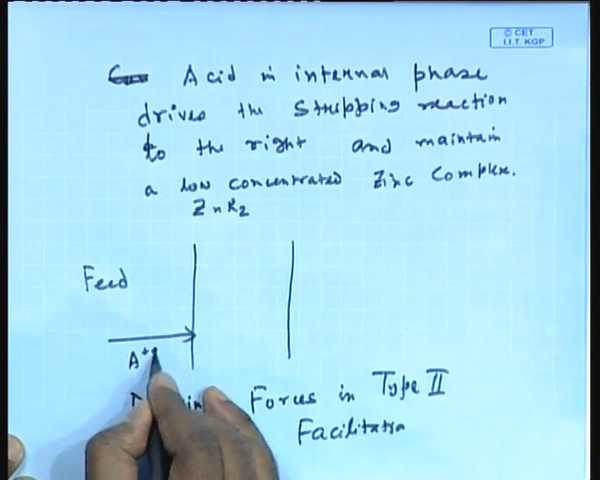 © CET
I.I.T. KGP
Acid in internal phase
drives the stripping reaction
to the right and maintain
a low concentrated Zinc Complex.
ZnR2
Feed
Forces in Type II
Facilitatio